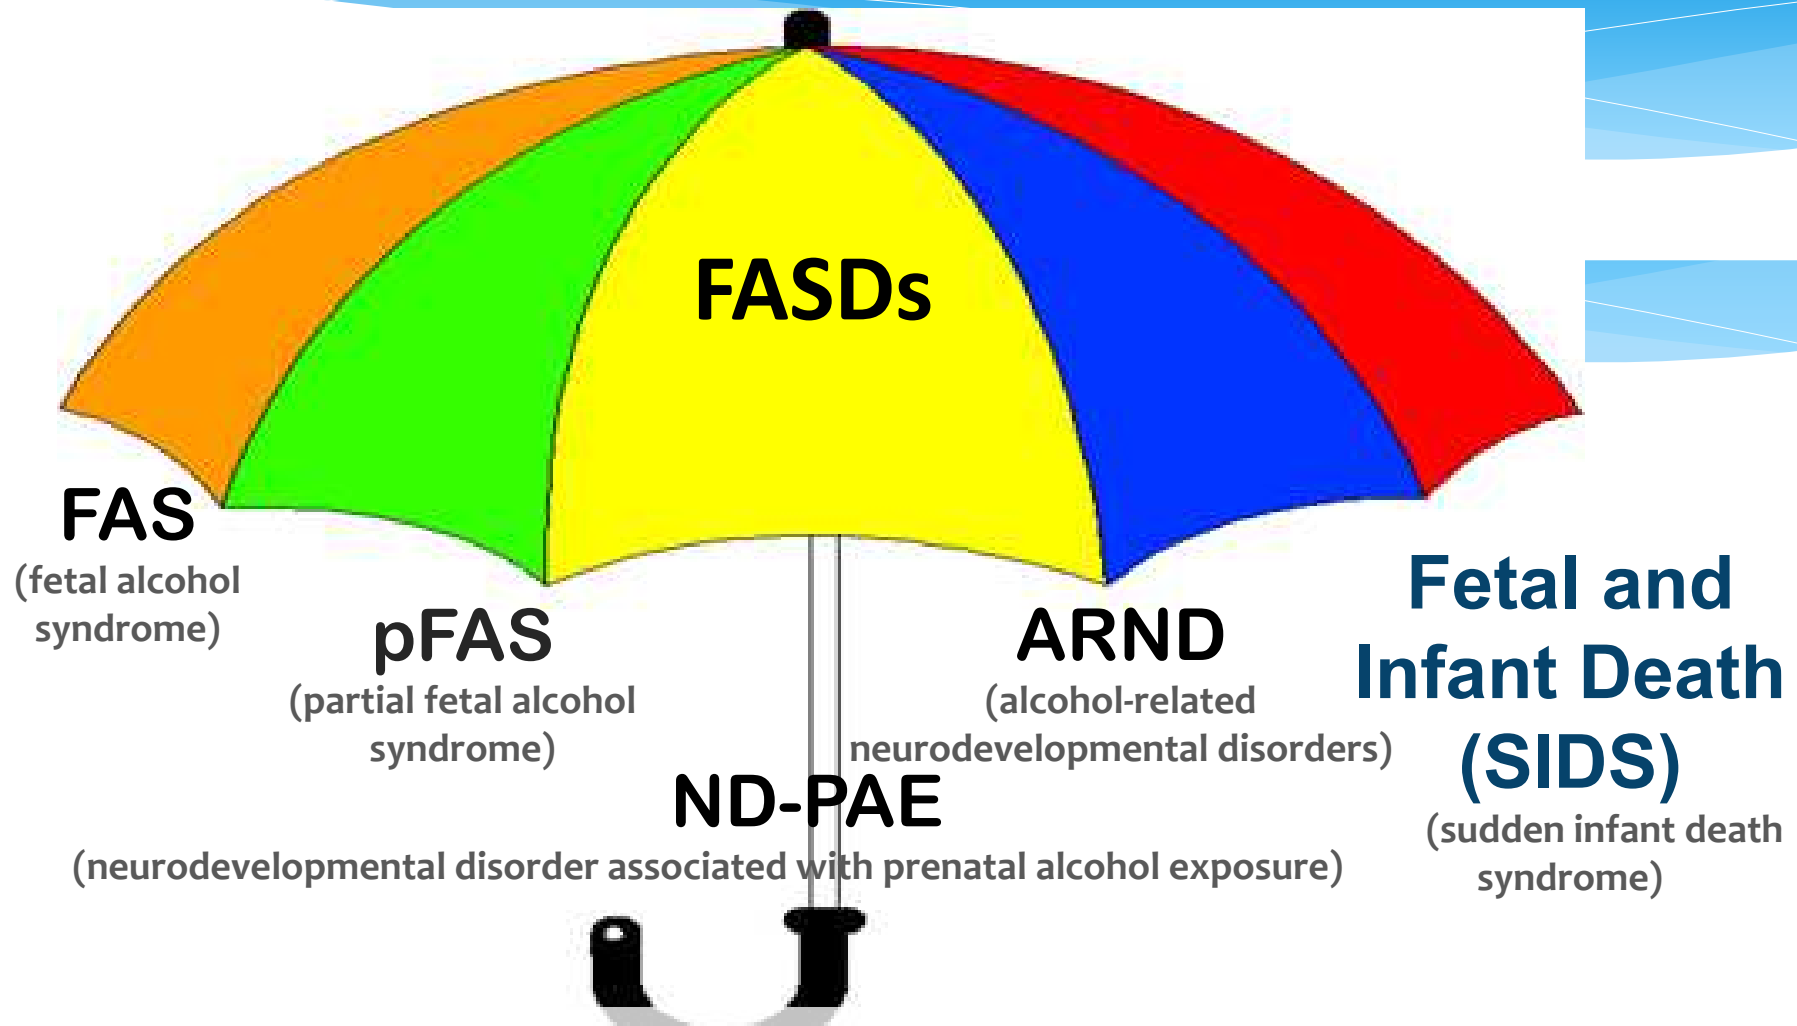 FASDs
FAS
(fetal alcohol
syndrome)
pFAS
(partial fetal alcohol
syndrome)
ARND
(alcohol-related
neurodevelopmental disorders)
ND-PAE
(neurodevelopmental disorder associated with prenatal alcohol exposure)
Fetal and
Infant Death
(SIDS)
(sudden infant death
syndrome)